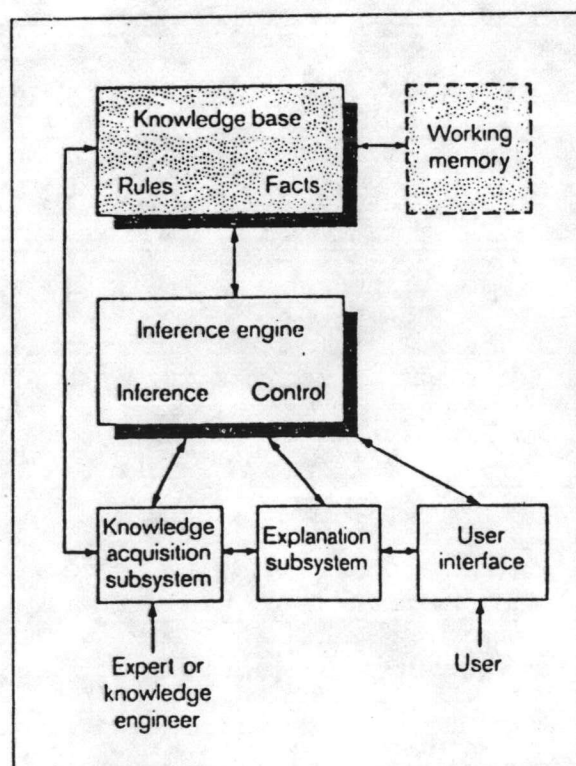 Knowledge base
Rules Facts
Working
memory
Inference engine
Inference Control
Knowledge
acquisition
subsystem
Explanation
subsystem
User
interface
Expert or
knowledge
engineer
User